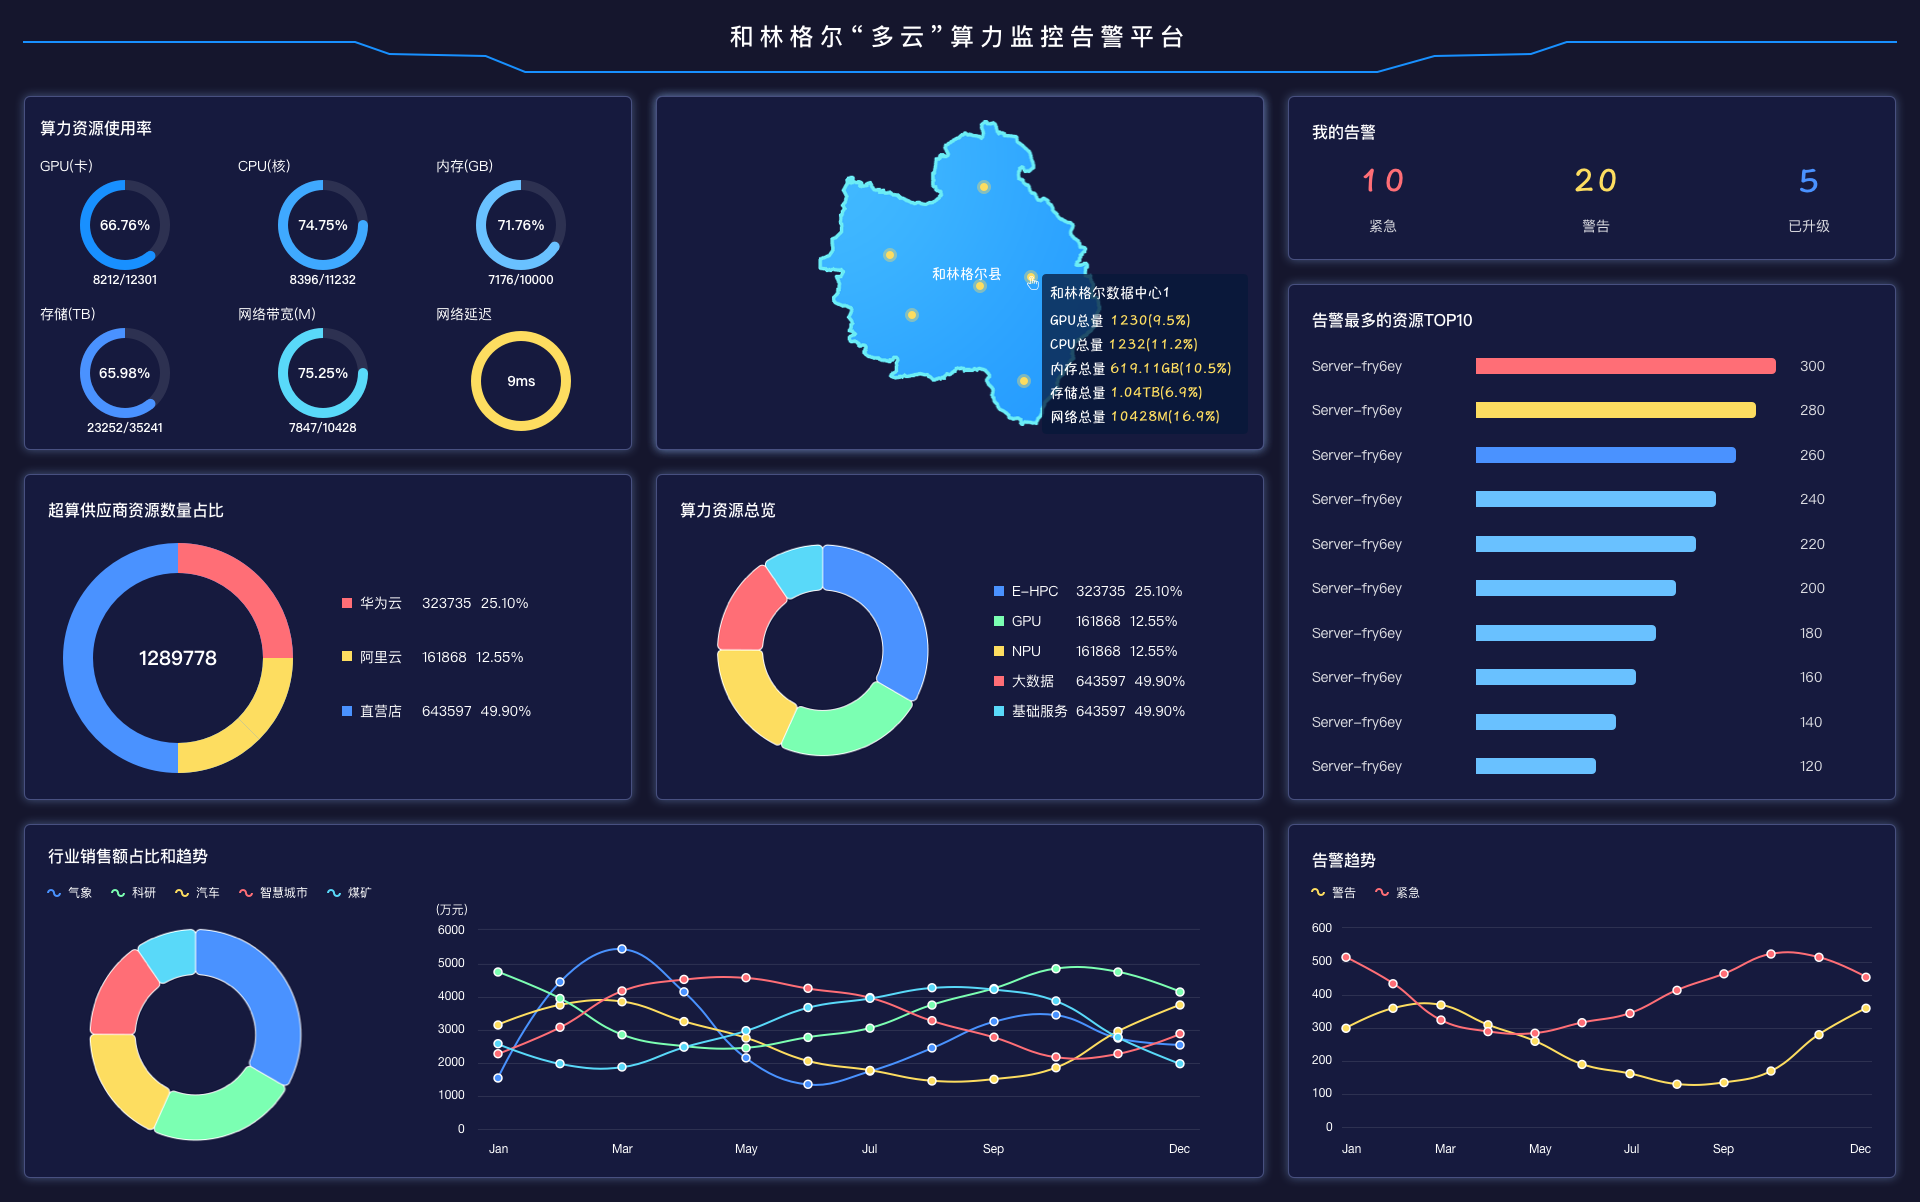 和林格尔“多云”算力监控告警平台
算力资源使用率
GPU(卡)
CPU(核)
内存(GB)
66.76%
74.75%
71.76%
8212/12301
8396/11232
7176/10000
存储(TB)
网络带宽(M)
网络延迟
65.98%
75.25%
9ms
23252/35241
7847/10428
和林格尔县
和林格尔数据中心1
GPU总量 1230(9.5%)
CPU总量 1232(11.2%)
内存总量 619.11GB(10.5%)
存储总量 1.04TB(6.9%)
网络总量 10428M(16.9%)
我的告警
10
20
5
紧急
警告
已升级
告警最多的资源TOP10
Server-fry6ey 300
Server-fry6ey 280
Server-fry6ey 260
Server-fry6ey 240
Server-fry6ey 220
Server-fry6ey 200
Server-fry6ey 180
Server-fry6ey 160
Server-fry6ey 140
Server-fry6ey 120
超算供应商资源数量占比
1289778
华为云 323735 25.10%
阿里云 161868 12.55%
直营店 643597 49.90%
算力资源总览
E-HPC 323735 25.10%
GPU 161868 12.55%
NPU 161868 12.55%
大数据 643597 49.90%
基础服务 643597 49.90%
行业销售额占比和趋势
气象 科研 汽车 智慧城市 煤矿
(万元)
6000
5000
4000
3000
2000
1000
0
Jan Mar May Jul Sep Dec
告警趋势
警告 紧急
600
500
400
300
200
100
0
Jan Mar May Jul Sep Dec